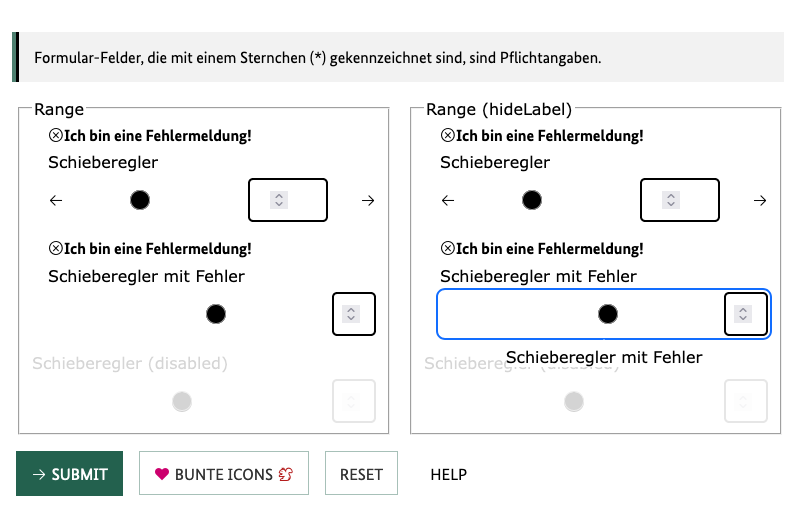 Formular-Felder, die mit einem Sternchen (*) gekennzeichnet sind, sind Pflichtangaben.
Range
Ich bin eine Fehlermeldung!
Schieberegler
Ich bin eine Fehlermeldung!
Schieberegler mit Fehler
Schieberegler (disabled)
Range (hideLabel)
Ich bin eine Fehlermeldung!
Schieberegler
Ich bin eine Fehlermeldung!
Schieberegler mit Fehler
Schieberegler (disabled)
Schieberegler mit Fehler
→ SUBMIT
BUNTE ICONS
RESET
HELP